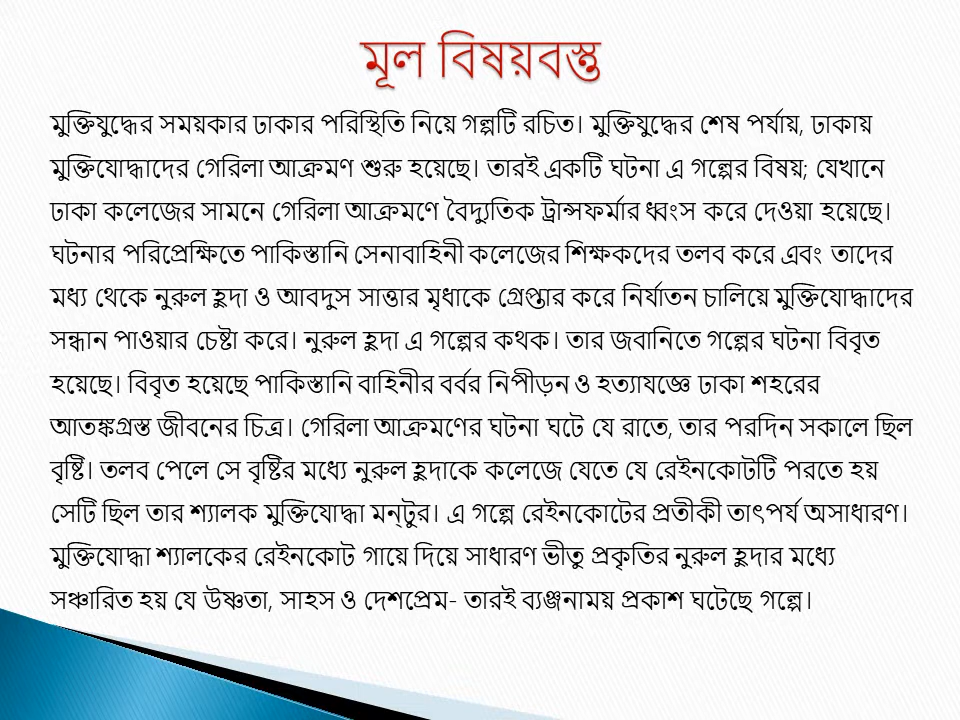 মূল বিষয়বস্তু
মুক্তিযুদ্ধের সময়কার ঢাকার পরিস্থিতি নিয়ে গল্পটি রচিত। মুক্তিযুদ্ধের শেষ পর্যায়, ঢাকায়
মুক্তিযোদ্ধাদের গেরিলা আক্রমণ শুরু হয়েছে। তারই একটি ঘটনা এ গল্পের বিষয়; যেখানে
ঢাকা কলেজের সামনে গেরিলা আক্রমণে বৈদ্যুতিক ট্রান্সফর্মার ধ্বংস করে দেওয়া হয়েছে।
ঘটনার পরিপ্রেক্ষিতে পাকিস্তানি সেনাবাহিনী কলেজের শিক্ষকদের তলব করে এবং তাদের
মধ্য থেকে নুরুল হুদা ও আবদুস সাত্তার মৃধাকে গ্রেপ্তার করে নির্যাতন চালিয়ে মুক্তিযোদ্ধাদের
সন্ধান পাওয়ার চেষ্টা করে। নুরুল হুদা এ গল্পের কথক। তার জবানিতে গল্পের ঘটনা বিবৃত
হয়েছে। বিবৃত হয়েছে পাকিস্তানি বাহিনীর বর্বর নিপীড়ন ও হত্যাযজ্ঞে ঢাকা শহরের
আতঙ্কগ্রস্ত জীবনের চিত্র। গেরিলা আক্রমণের ঘটনা ঘটে যে রাতে, তার পরদিন সকালে ছিল
বৃষ্টি। তলব পেলে সে বৃষ্টির মধ্যে নুরুল হুদাকে কলেজে যেতে যে রেইনকোটটি পরতে হয়
সেটি ছিল তার শ্যালক মুক্তিযোদ্ধা মন্‌টুর। এ গল্পে রেইনকোটের প্রতীকী তাৎপর্য অসাধারণ।
মুক্তিযোদ্ধা শ্যালকের রেইনকোট গায়ে দিয়ে সাধারণ ভীতু প্রকৃতির নুরুল হুদার মধ্যে
সঞ্চারিত হয় যে উষ্ণতা, সাহস ও দেশপ্রেম- তারই ব্যঞ্জনাময় প্রকাশ ঘটেছে গল্পে।